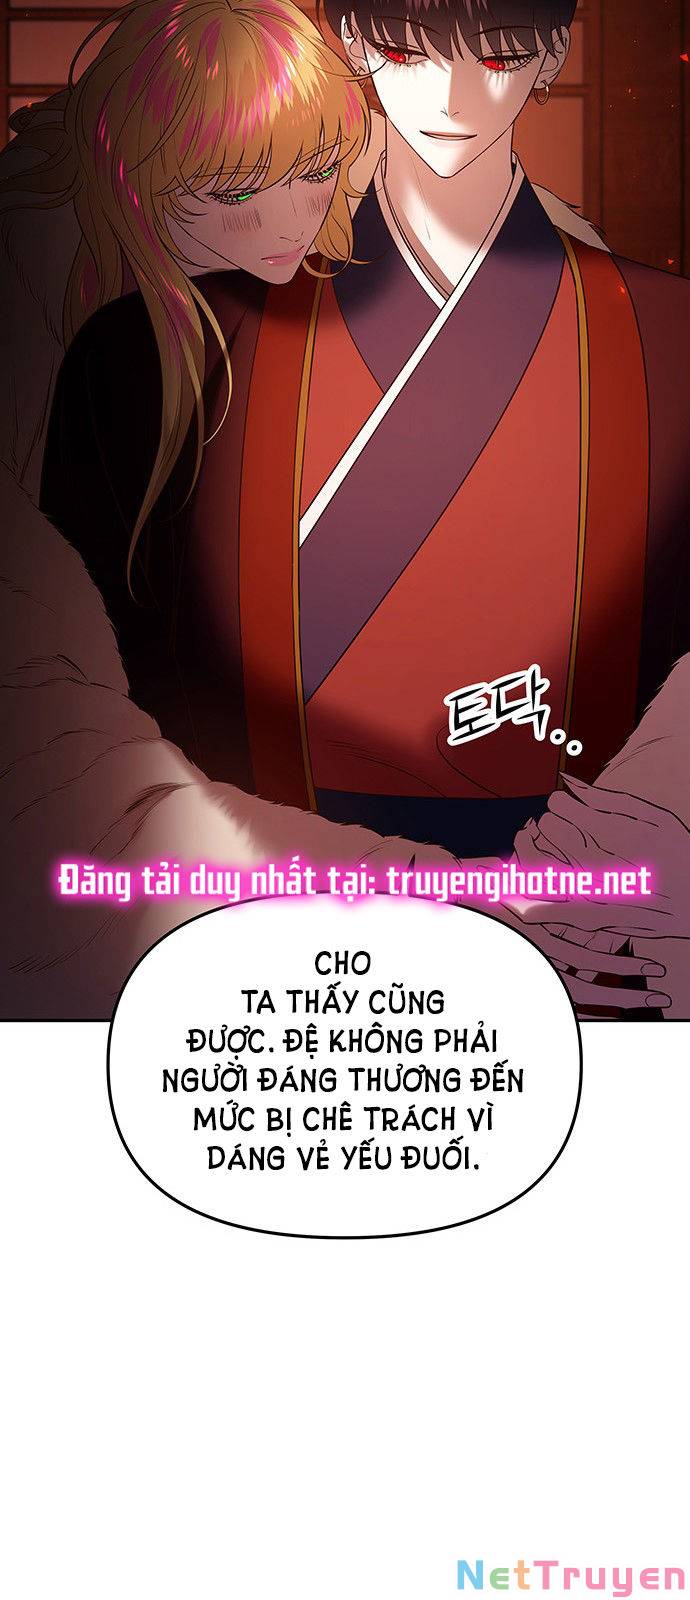 토닥..
Đăng tải duy nhất tại: truyengihotne.net
CHO
TA THẤY CŨNG
ĐƯỢC. ĐỆ KHÔNG PHẢI
NGƯỜI ĐÁNG THƯƠNG ĐẾN
MỨC BỊ CHÊ TRÁCH VÌ
DÁNG VẺ YẾU ĐUỐI.
NetTruyen